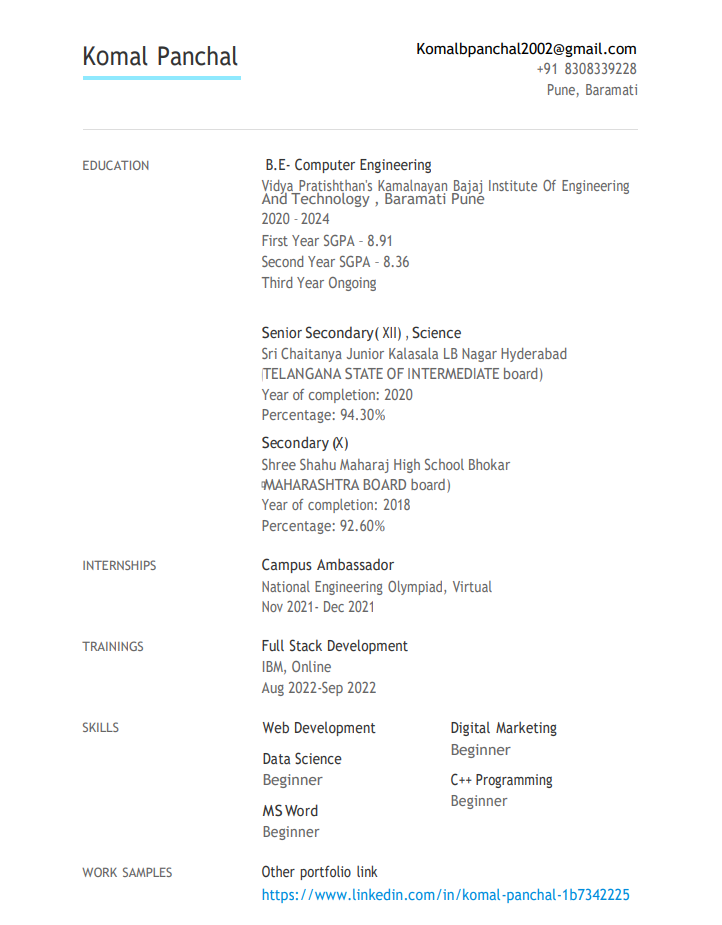 Komal Panchal
Komalbpanchal2002@gmail.com
+91 8308339228
Pune, Baramati
EDUCATION
B.E- Computer Engineering
Vidya Pratishthan's Kamalnayan Bajaj Institute Of Engineering
And Technology , Baramati Pune
2020 - 2024
First Year SGPA - 8.91
Second Year SGPA - 8.36
Third Year Ongoing
Senior Secondary( XII) , Science
Sri Chaitanya Junior Kalasala LB Nagar Hyderabad
(TELANGANA STATE OF INTERMEDIATE board)
Year of completion: 2020
Percentage: 94.30%
Secondary (X)
Shree Shahu Maharaj High School Bhokar
(MAHARASHTRA BOARD board)
Year of completion: 2018
Percentage: 92.60%
INTERNSHIPS
Campus Ambassador
National Engineering Olympiad, Virtual
Nov 2021- Dec 2021
TRAININGS
Full Stack Development
IBM, Online
Aug 2022-Sep 2022
SKILLS
Web Development
Data Science
Beginner
MS Word
Beginner
Digital Marketing
Beginner
C++ Programming
Beginner
WORK SAMPLES
Other portfolio link
https://www.linkedin.com/in/komal-panchal-1b7342225